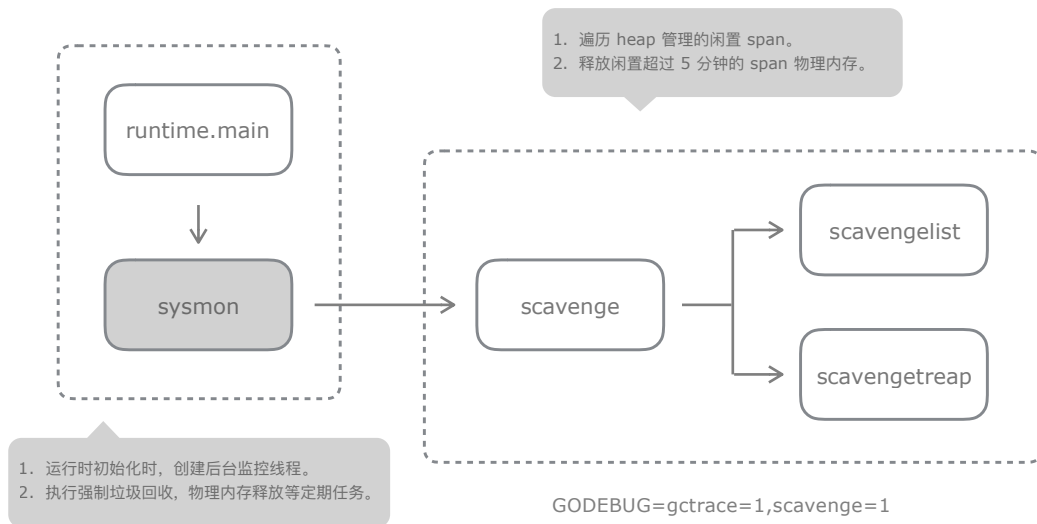 1. 遍历 heap 管理的闲置 span。
2. 释放闲置超过 5 分钟的 span 物理内存。
runtime.main
scavengelist
sysmon
scavenge
scavengetreap
1. 运行时初始化时，创建后台监控线程。
2. 执行强制垃圾回收，物理内存释放等定期任务。
GODEBUG=gctrace=1,scavenge=1